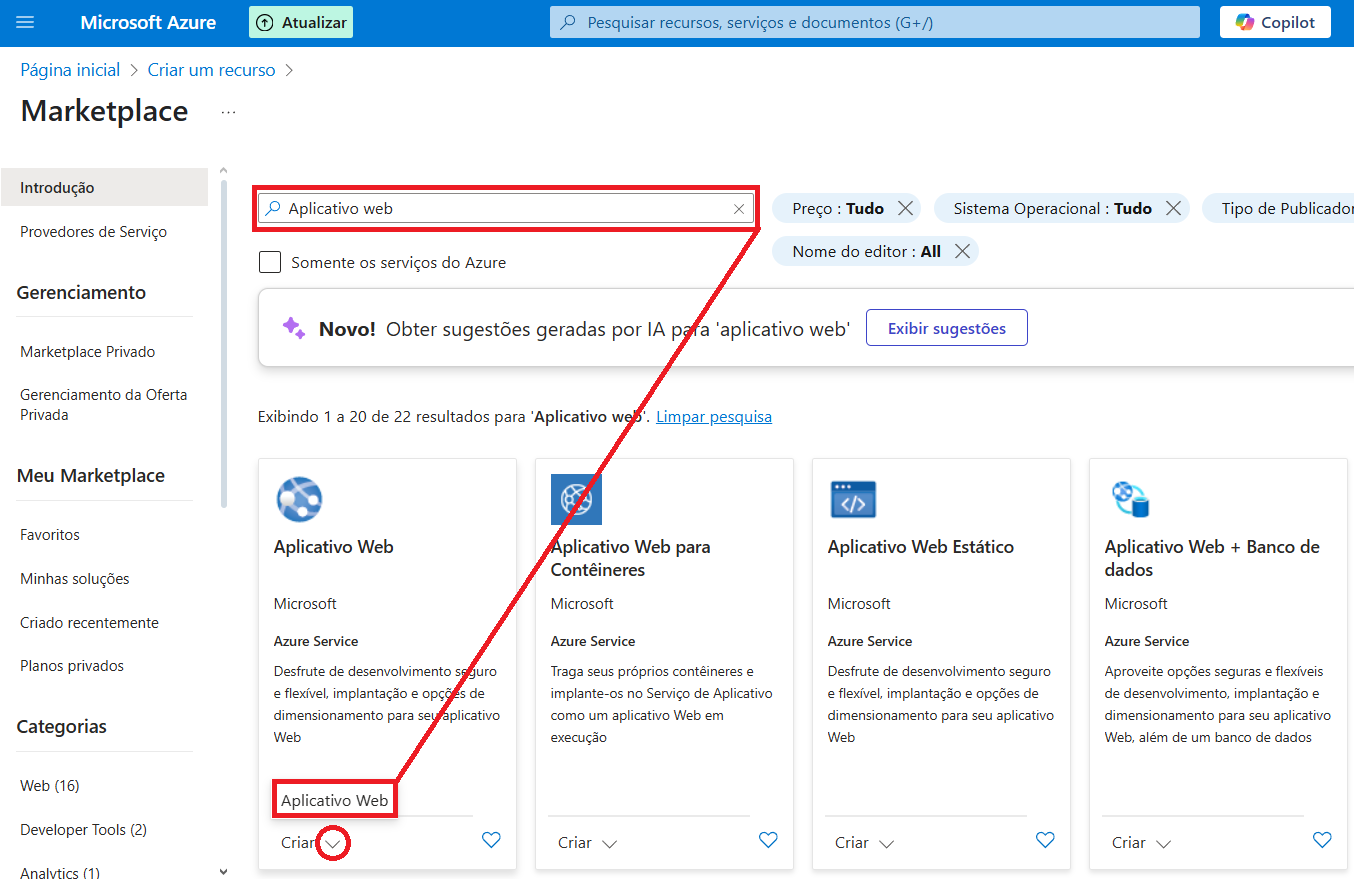 Microsoft Azure
Atualizar
Pesquisar recursos, serviços e documentos (G+/)
Copilot
Página inicial > Criar um recurso >
Marketplace ...
Introdução
Provedores de Serviço
Gerenciamento
Marketplace Privado
Gerenciamento da Oferta
Privada
Meu Marketplace
Favoritos
Minhas soluções
Criado recentemente
Planos privados
Categorias
Web (16)
Developer Tools (2)
Analytics (1)
Aplicativo web
Preço : Tudo
Sistema Operacional : Tudo
Tipo de Publicador
Nome do editor : All
Somente os serviços do Azure
Novo! Obter sugestões geradas por IA para 'aplicativo web'
Exibir sugestões
Exibindo 1 a 20 de 22 resultados para 'Aplicativo web'. Limpar pesquisa
Aplicativo Web
Microsoft
Azure Service
Desfrute de desenvolvimento seguro
e flexível, implantação e opções de
dimensionamento para seu aplicativo
Web
Aplicativo Web
Criar
Aplicativo Web para
Contêineres
Microsoft
Azure Service
Traga seus próprios contêineres e
implante-os no Serviço de Aplicativo
como um aplicativo Web em
execução
Criar
Aplicativo Web Estático
Microsoft
Azure Service
Desfrute de desenvolvimento seguro
e flexível, implantação e opções de
dimensionamento para seu aplicativo
Web
Criar
Aplicativo Web + Banco de
dados
Microsoft
Azure Service
Aproveite opções seguras e flexíveis
de desenvolvimento, implantação e
dimensionamento para seu aplicativo
Web, além de um banco de dados
Criar